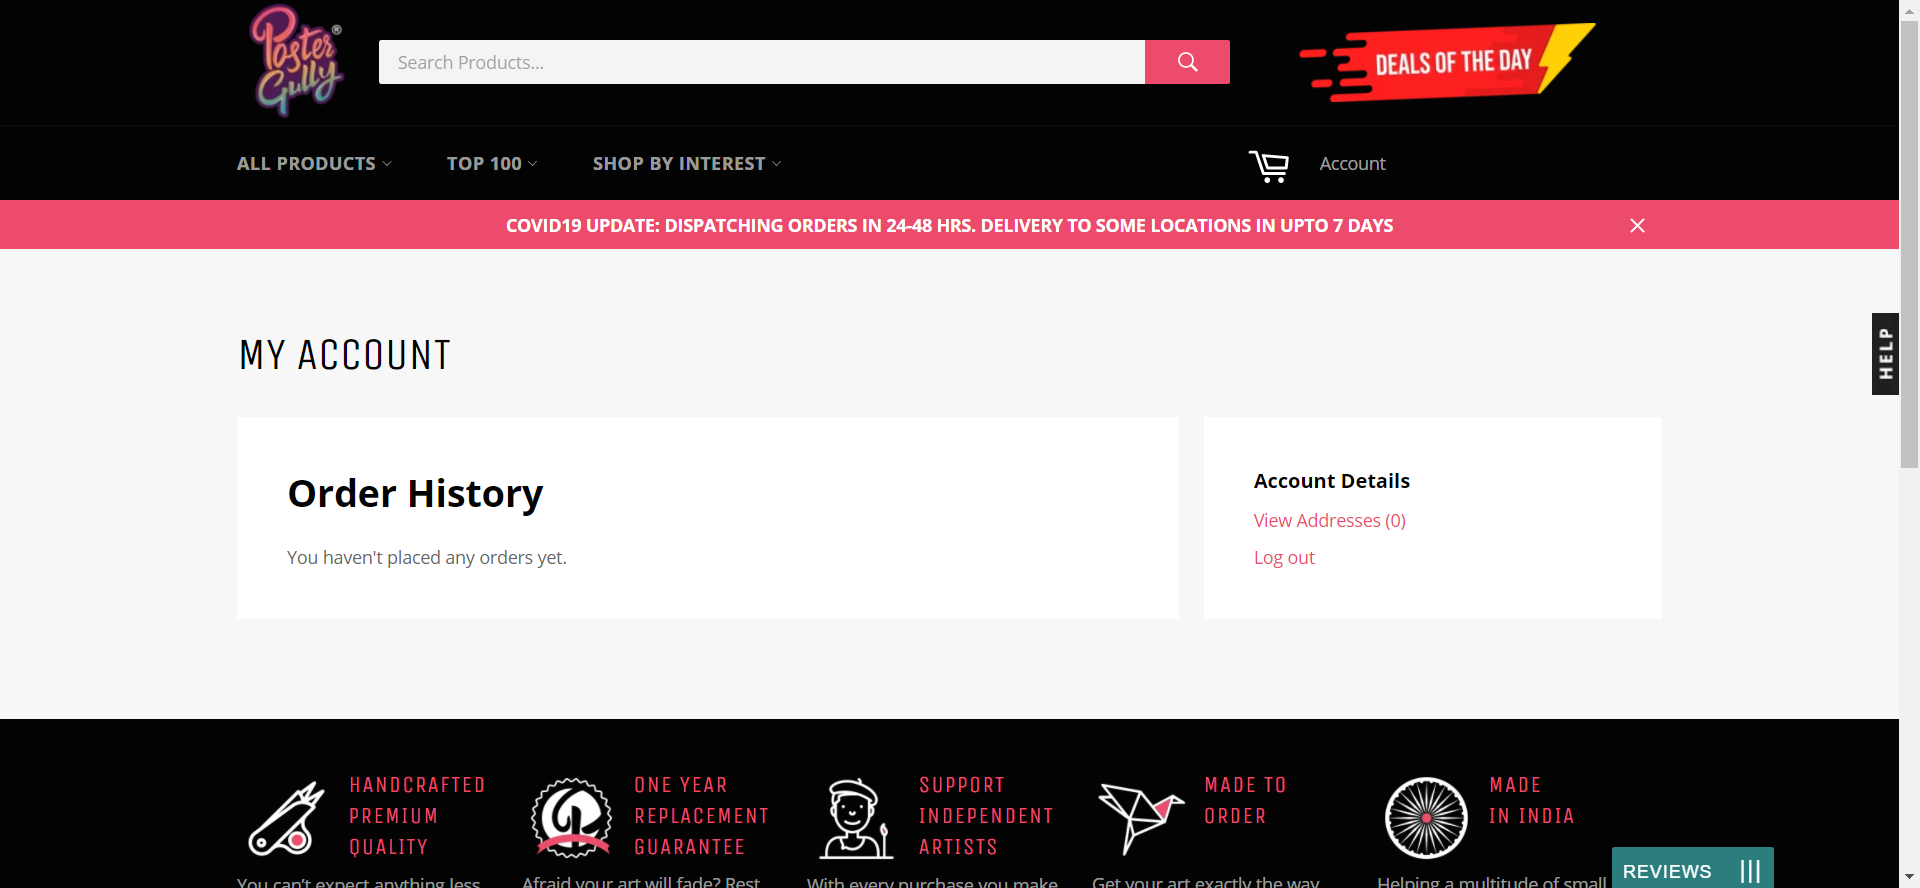 Poster
Gully
®
Search Products...
DEALS OF THE DAY
ALL PRODUCTS
TOP 100
SHOP BY INTEREST
Account
COVID19 UPDATE: DISPATCHING ORDERS IN 24-48 HRS. DELIVERY TO SOME LOCATIONS IN UPTO 7 DAYS
HELP
MY ACCOUNT
Order History
You haven't placed any orders yet.
Account Details
View Addresses (0)
Log out
HANDCRAFTED
PREMIUM
QUALITY
ONE YEAR
REPLACEMENT
GUARANTEE
SUPPORT
INDEPENDENT
ARTISTS
MADE TO
ORDER
MADE
IN INDIA
You can't expect anything less
Afraid your art will fade? Rest
With every purchase you make
Get your art exactly the way
Helping a multitude of small
REVIEWS